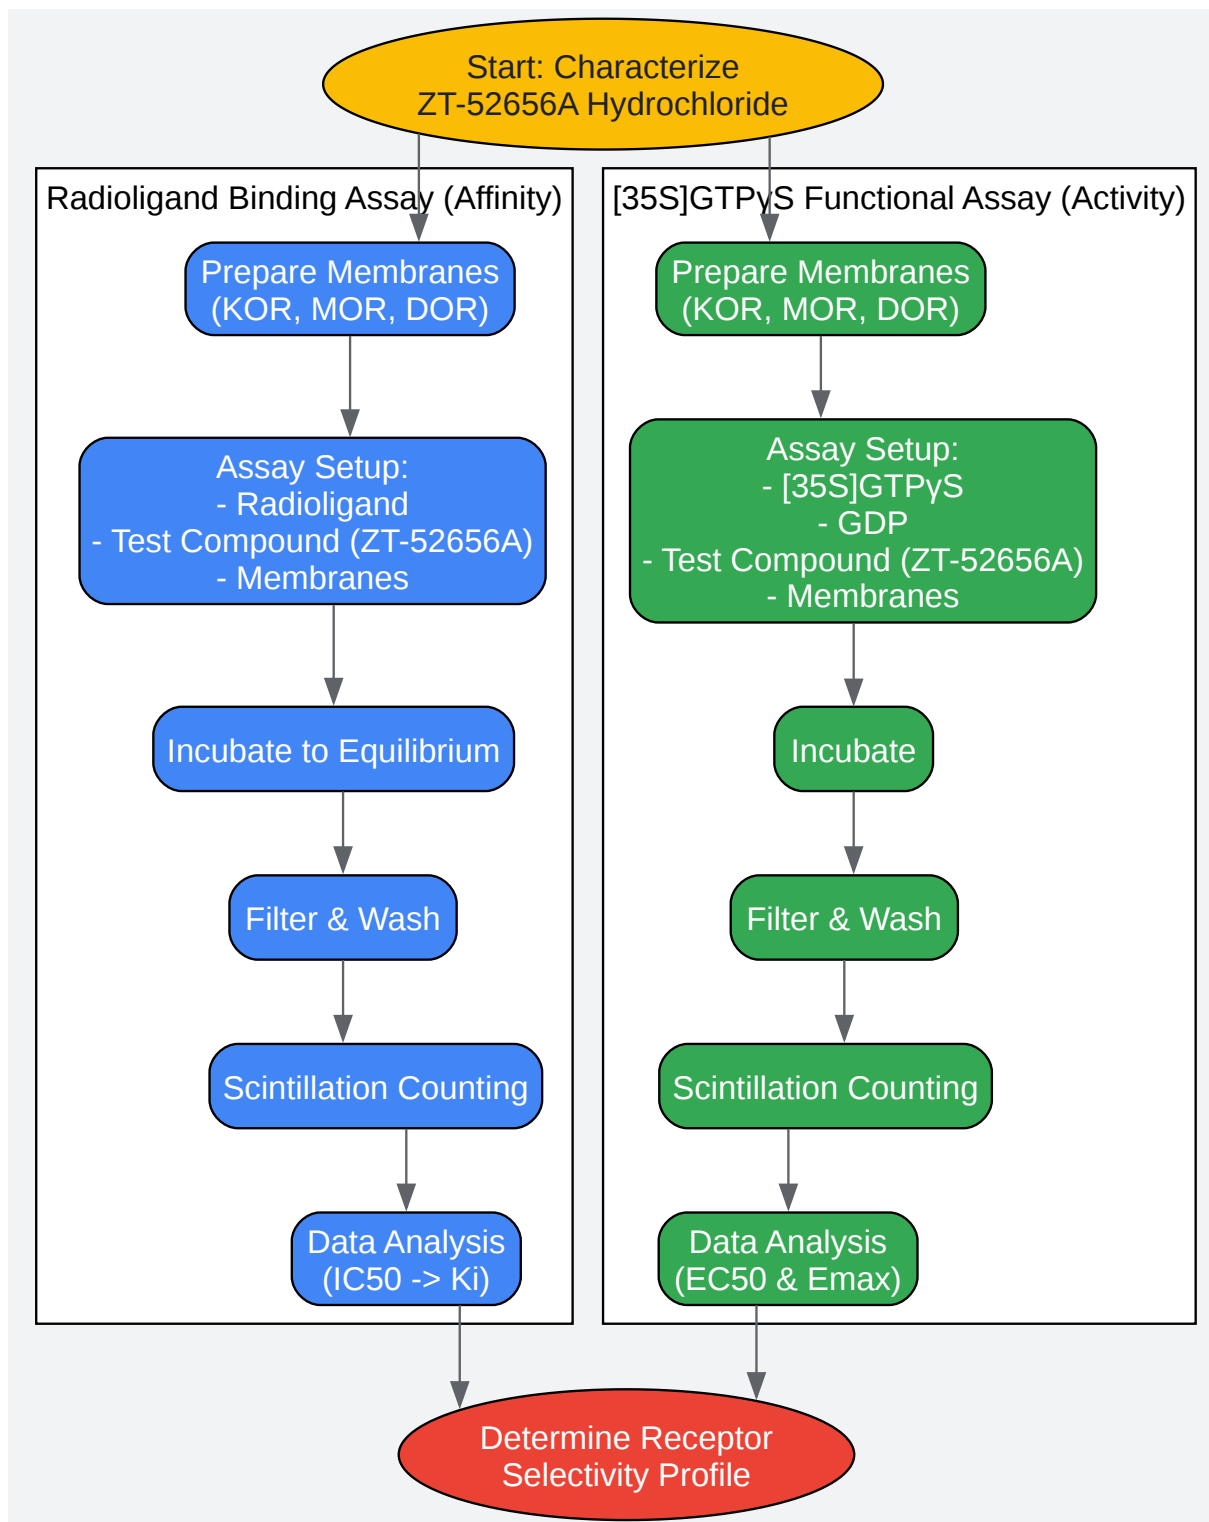 Start: Characterize
ZT-52656A Hydrochloride
Radioligand Binding Assay (Affinity)
Prepare Membranes
(KOR, MOR, DOR)
Assay Setup:
- Radioligand
- Test Compound (ZT-52656A)
- Membranes
Incubate to Equilibrium
Filter & Wash
Scintillation Counting
Data Analysis
(IC50 -> Ki)
[35S]GTPγS Functional Assay (Activity)
Prepare Membranes
(KOR, MOR, DOR)
Assay Setup:
- [35S]GTPγS
- GDP
- Test Compound (ZT-52656A)
- Membranes
Incubate
Filter & Wash
Scintillation Counting
Data Analysis
(EC50 & Emax)
Determine Receptor
Selectivity Profile